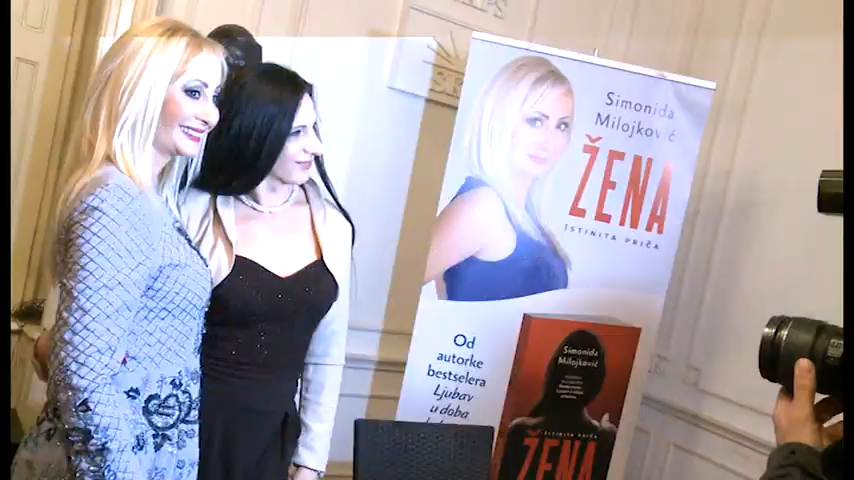 Simonida
Milojković
ŽENA
ISTINITA PRIČA
Od
autorke
bestselera
Ljubav
u doba
Simonida
Milojković
ISTINITA PRIČA
ŽENA